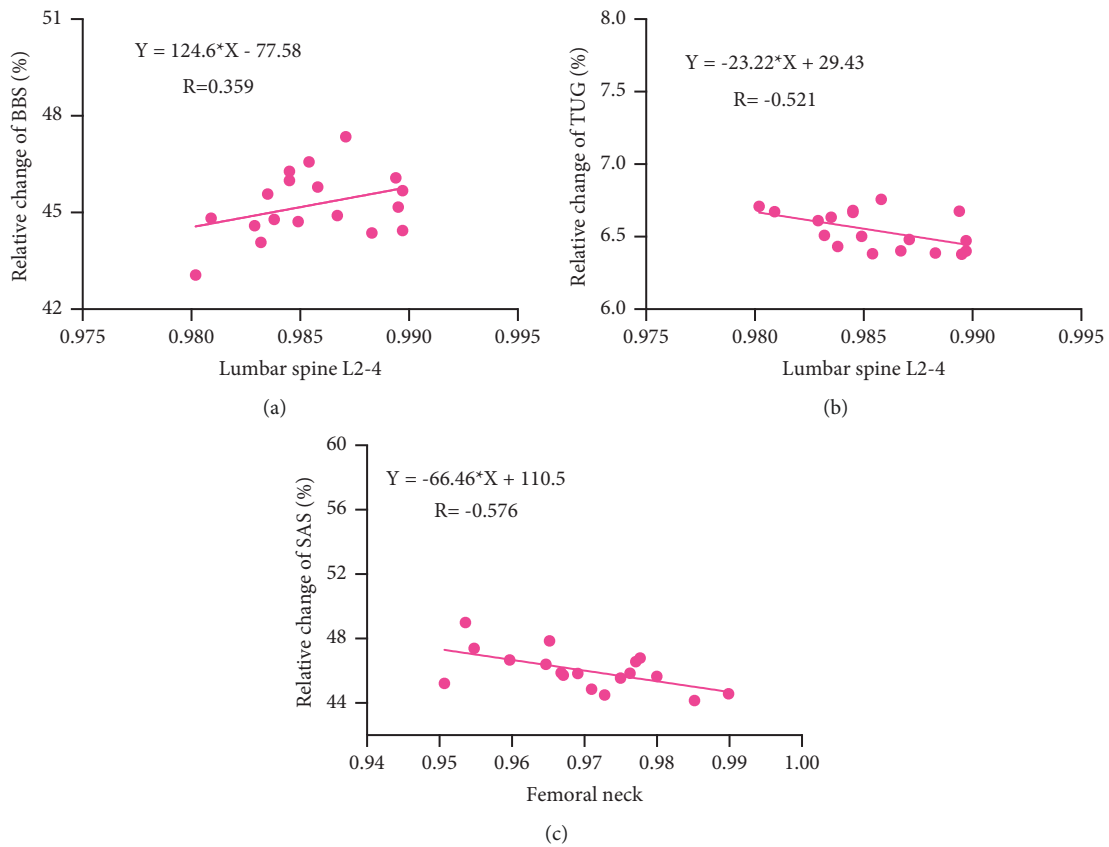 Relative change of BBS (%)
51
48
45
42
Y = 124.6*X - 77.58
R=0.359
0.975 0.980 0.985 0.990 0.995
Lumbar spine L2-4
(a)
Relative change of TUG (%)
8.0
7.5
7.0
6.5
6.0
Y = -23.22*X + 29.43
R= -0.521
0.975 0.980 0.985 0.990 0.995
Lumbar spine L2-4
(b)
Relative change of SAS (%)
60
56
52
48
44
Y = -66.46*X + 110.5
R= -0.576
0.94 0.95 0.96 0.97 0.98 0.99 1.00
Femoral neck
(c)